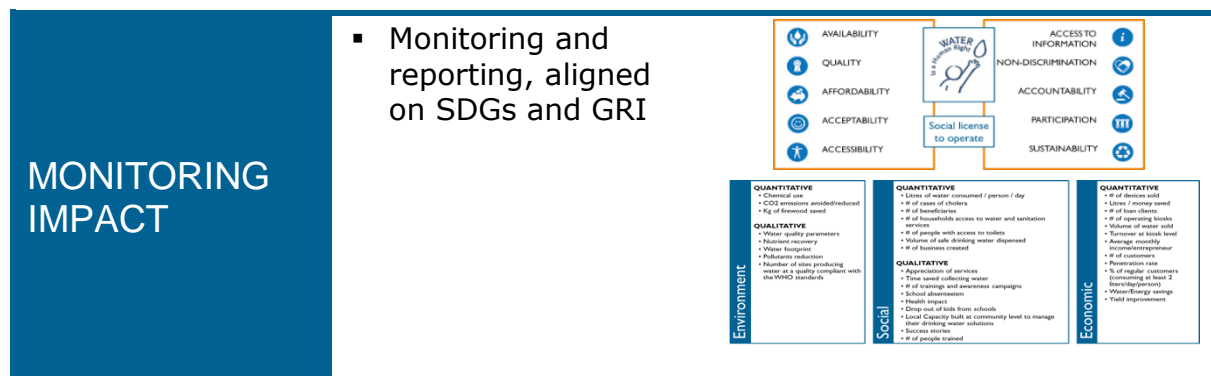 MONITORING
IMPACT
▪ Monitoring and
reporting, aligned
on SDGs and GRI
AVAILABILITY
QUALITY
AFFORDABILITY
ACCEPTABILITY
ACCESSIBILITY
WATER
is a Human Right
Social license
to operate
ACCESS TO
INFORMATION
NON-DISCRIMINATION
ACCOUNTABILITY
PARTICIPATION
SUSTAINABILITY
Environment
QUANTITATIVE
• Chemical use
• CO2 emissions avoided/reduced
• Kg of firewood saved
QUALITATIVE
• Water quality parameters
• Nutrient recovery
• Water footprint
• Pollutants reduction
• Number of sites producing
water at a quality compliant with
the WHO standards
Social
QUANTITATIVE
• Litres of water consumed / person / day
• # of cases of cholera
• # of beneficiaries
• # of households access to water and sanitation
services
• # of people with access to toilets
• Volume of safe drinking water dispensed
• # of business created
QUALITATIVE
• Appreciation of services
• Time saved collecting water
• # of trainings and awareness campaigns
• School absenteeism
• Health impact
• Drop out of kids from schools
• Local Capacity built at community level to manage
their drinking water solutions
• Success stories
• # of people trained
Economic
QUANTITATIVE
• # of devices sold
• Litres / money saved
• # of loan clients
• # of operating kiosks
• Volume of water sold
• Turnover at kiosk level
• Average monthly
income/entrepreneur
• # of customers
• Penetration rate
• % of regular customers
(consuming at least 2
liters/day/person)
• Water/Energy savings
• Yield improvement